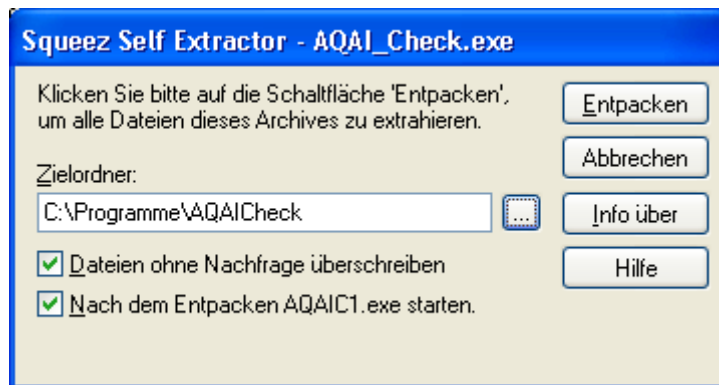 Squeez Self Extractor - AQAI_Check.exe
Klicken Sie bitte auf die Schaltfläche 'Entpacken',
um alle Dateien dieses Archives zu extrahieren.
Zielordner:
C:\Programme\AQAICheck
...
Dateien ohne Nachfrage überschreiben
Nach dem Entpacken AQAIC1.exe starten.
Entpacken
Abbrechen
Info über
Hilfe